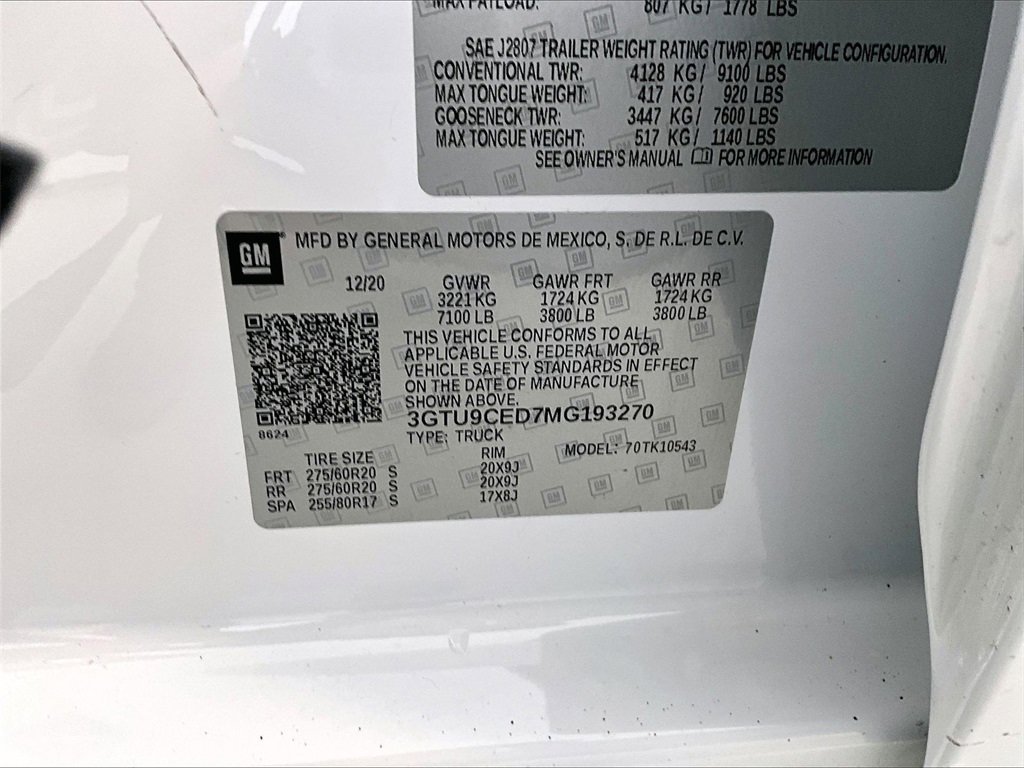 MAX PAYLOAD: 807 KG/ 1778 LBS
SAE J2807 TRAILER WEIGHT RATING (TWR) FOR VEHICLE CONFIGURATION.
CONVENTIONAL TWR: 4128 KG/ 9100 LBS
MAX TONGUE WEIGHT: 417 KG/ 920 LBS
GOOSENECK TWR: 3447 KG/ 7600 LBS
MAX TONGUE WEIGHT: 517 KG/ 1140 LBS
SEE OWNER'S MANUAL FOR MORE INFORMATION
GM MFD BY GENERAL MOTORS DE MEXICO, S. DE R.L. DE C.V.
12/20 GVWR GAWR FRT GAWR RR
3221 KG 1724 KG 1724 KG
7100 LB 3800 LB 3800 LB
THIS VEHICLE CONFORMS TO ALL
APPLICABLE U.S. FEDERAL MOTOR
VEHICLE SAFETY STANDARDS IN EFFECT
ON THE DATE OF MANUFACTURE
SHOWN ABOVE.
3GTU9CED7MG193270
8624
TYPE: TRUCK MODEL: 70TK10543
TIRE SIZE RIM
FRT 275/60R20 S 20X9J
RR 275/60R20 S 20X9J
SPA 255/80R17 S 17X8J